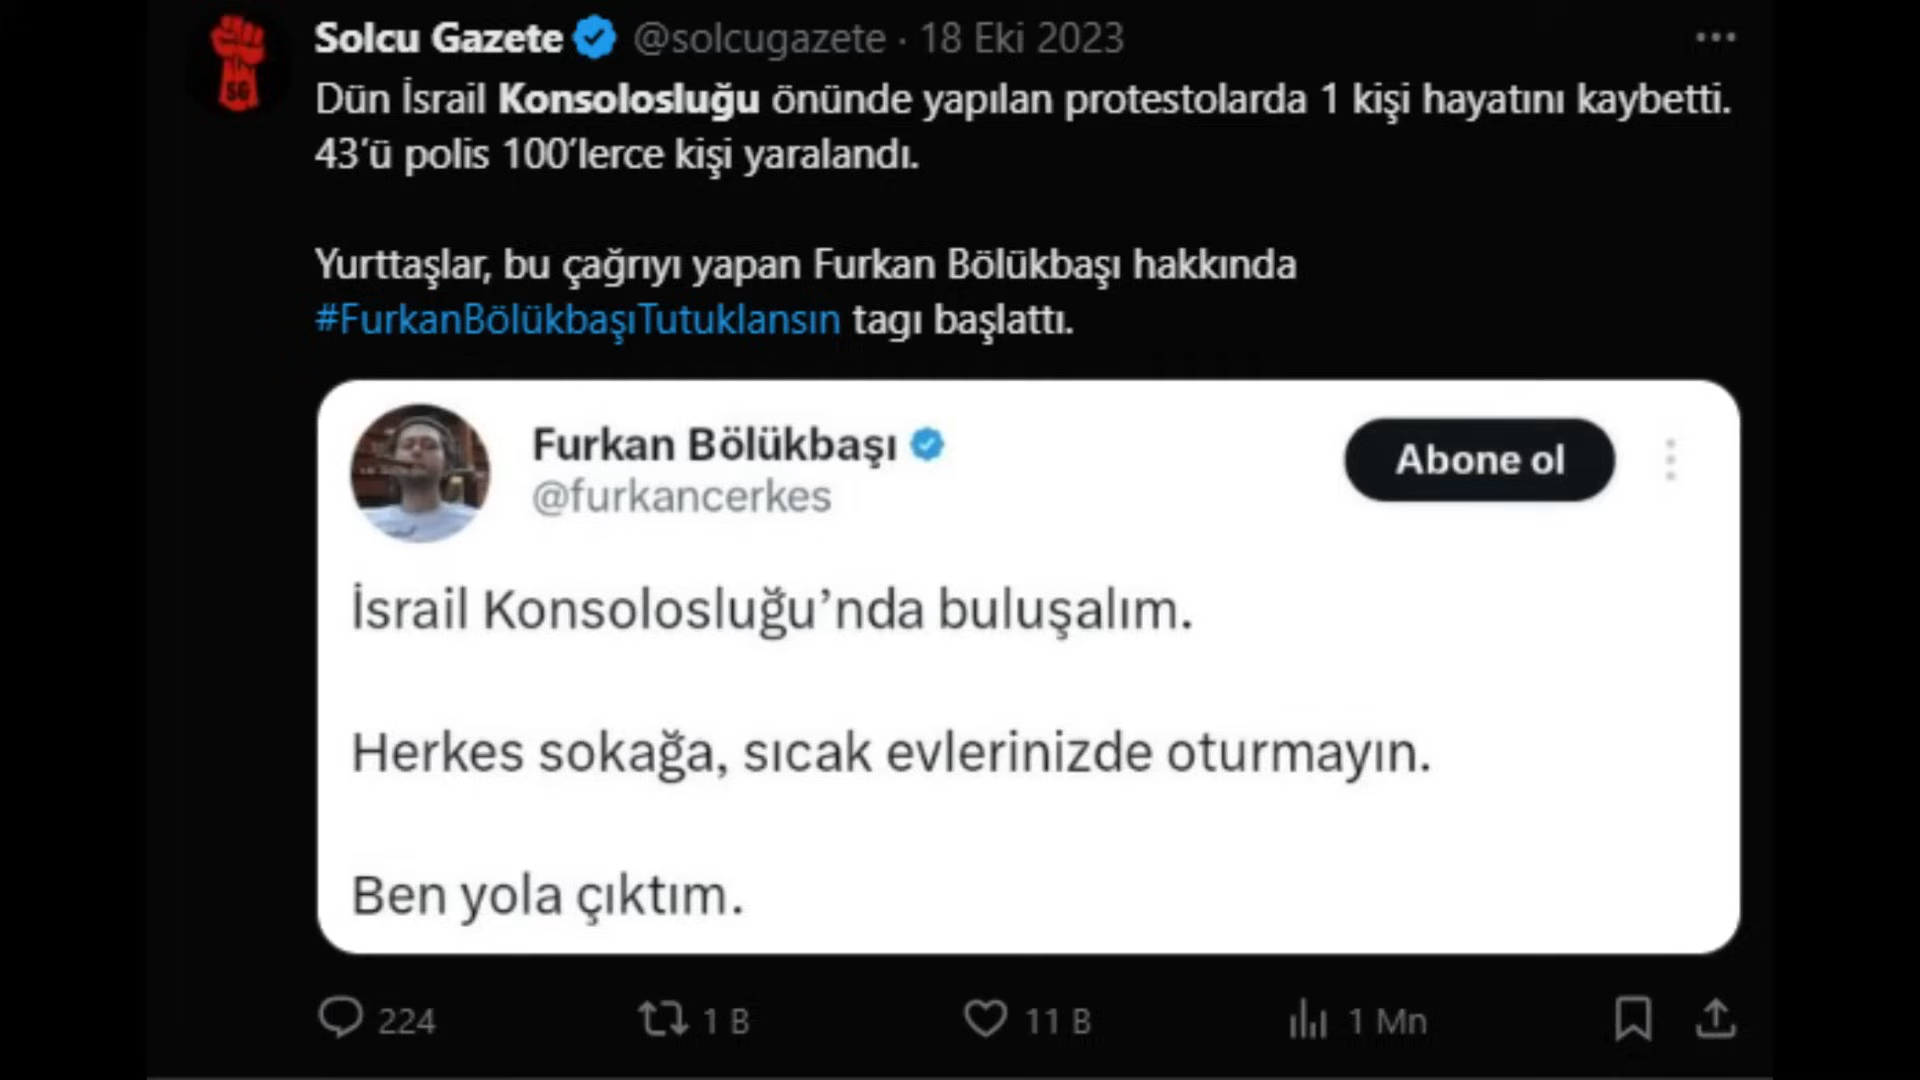 Solcu Gazete @solcugazete · 18 Eki 2023
Dün İsrail Konsolosluğu önünde yapılan protestolarda 1 kişi hayatını kaybetti.
43'ü polis 100'lerce kişi yaralandı.
Yurttaşlar, bu çağrıyı yapan Furkan Bölükbaşı hakkında
#FurkanBölükbaşıTutuklansın tagı başlattı.
SG
Furkan Bölükbaşı
@furkancerkes
Abone ol
İsrail Konsolosluğu’nda buluşalım.
Herkes sokağa, sıcak evlerinizde oturmayın.
Ben yola çıktım.
224 1 B 11 B 1 Mn